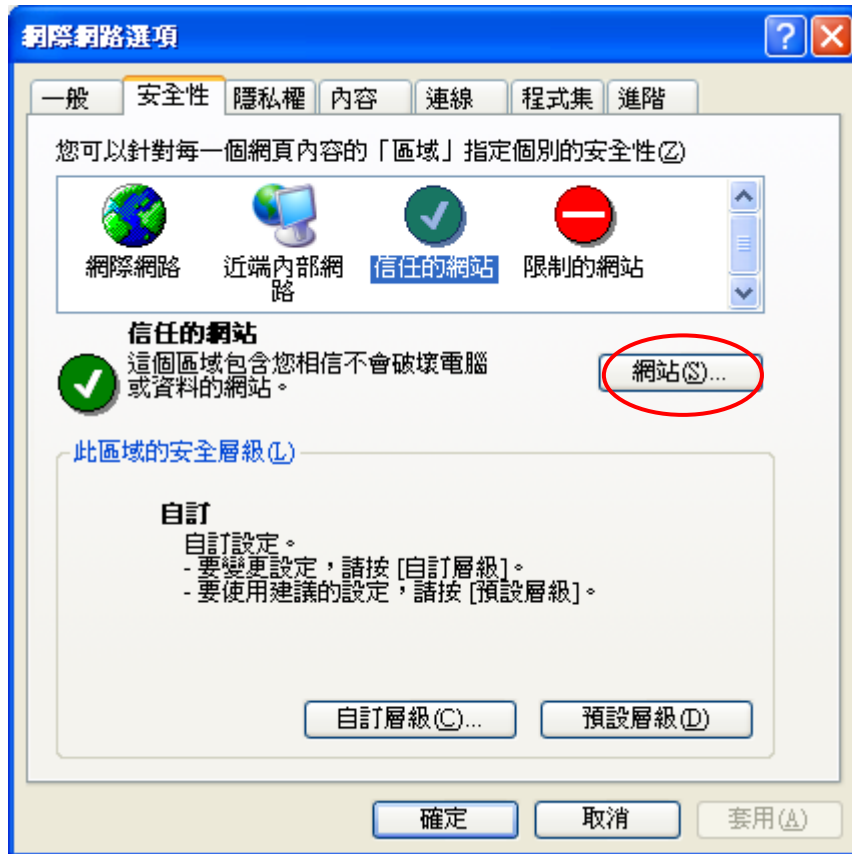 網際網路選項
一般 安全性 隱私權 內容 連線 程式集 進階
您可以針對每一個網頁內容的「區域」指定個別的安全性(Z)
網際網路 近端內部網路 信任的網站 限制的網站
信任的網站
這個區域包含您相信不會破壞電腦
或資料的網站。
網站(S)...
此區域的安全層級(L)
自訂
自訂設定。
- 要變更設定，請按 [自訂層級]。
- 要使用建議的設定，請按 [預設層級]。
自訂層級(C)... 預設層級(D)
確定 取消 套用(A)